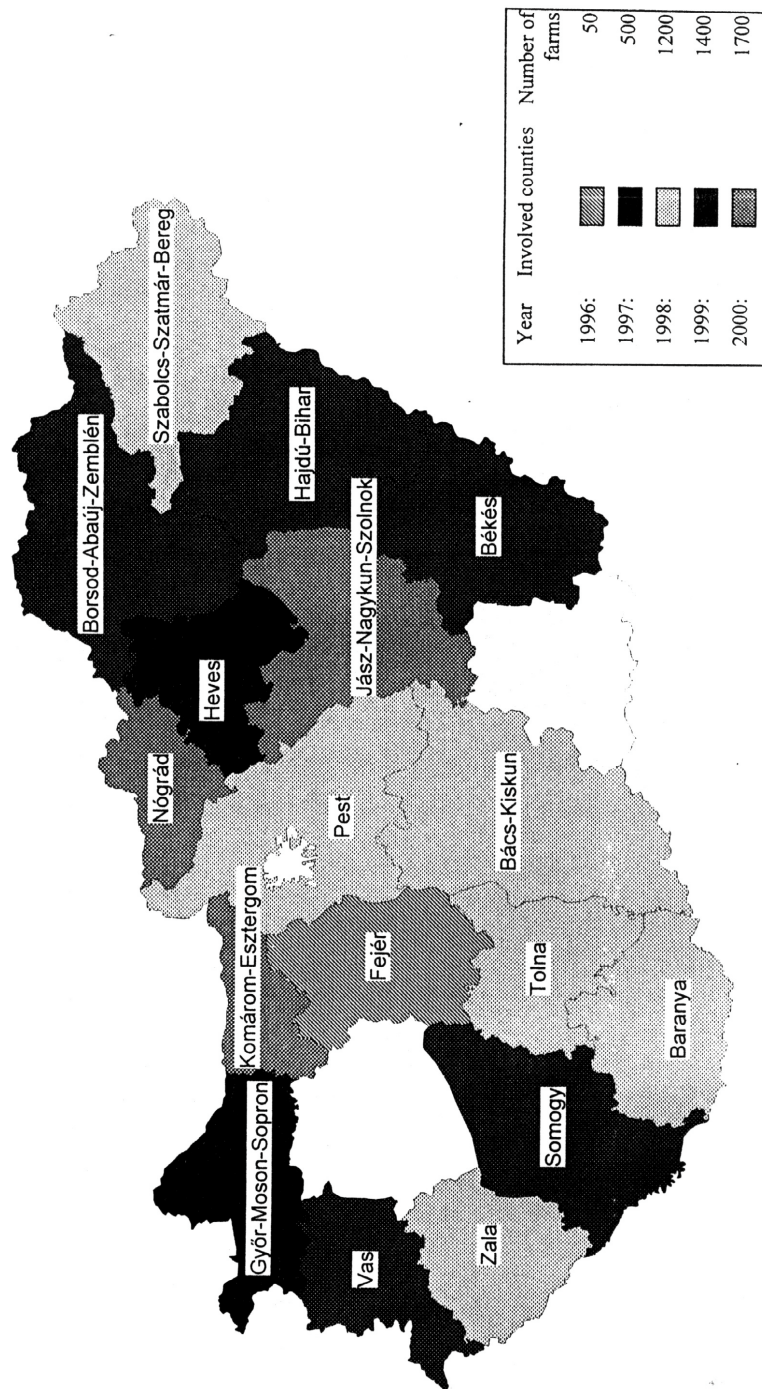 Borsod-Abaúj-Zemblén
Szabolcs-Szatmár-Bereg
Nógrád
Heves
Hajdú-Bihar
Győr-Moson-Sopron
Komárom-Esztergom
Jász-Nagykun-Szolnok
Pest
Vas
Fejér
Békés
Zala
Somogy
Tolna
Bács-Kiskun
Baranya
Year Involved counties Number of
farms
1996: 50
1997: 500
1998: 1200
1999: 1400
2000: 1700